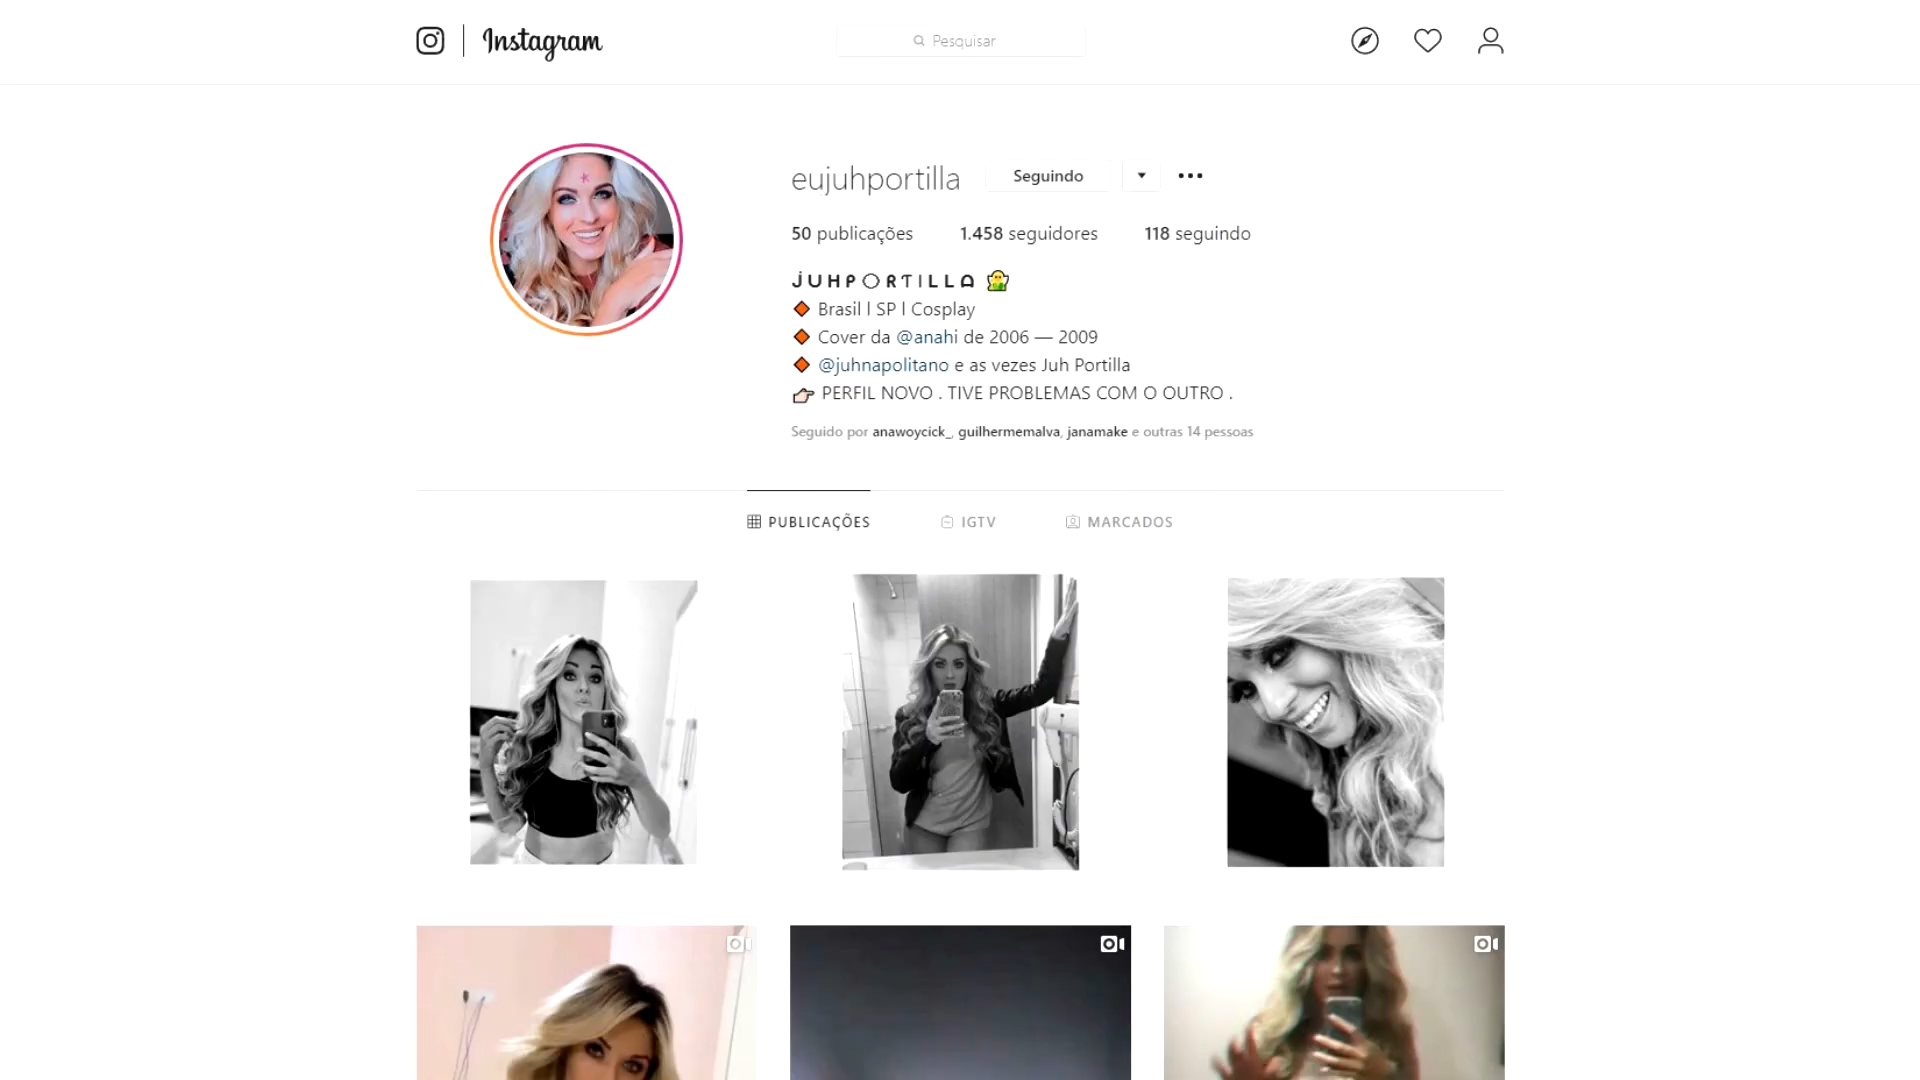 Instagram
Pesquisar
eujuhportilla Seguindo
50 publicações 1.458 seguidores 118 seguindo
JUHPORTILLA
Brasil l SP l Cosplay
Cover da @anahi de 2006 — 2009
@juhnapolitano e as vezes Juh Portilla
PERFIL NOVO . TIVE PROBLEMAS COM O OUTRO .
Seguido por anawoycick_, guilhermemalva, janamake e outras 14 pessoas
PUBLICAÇÕES IGTV MARCADOS